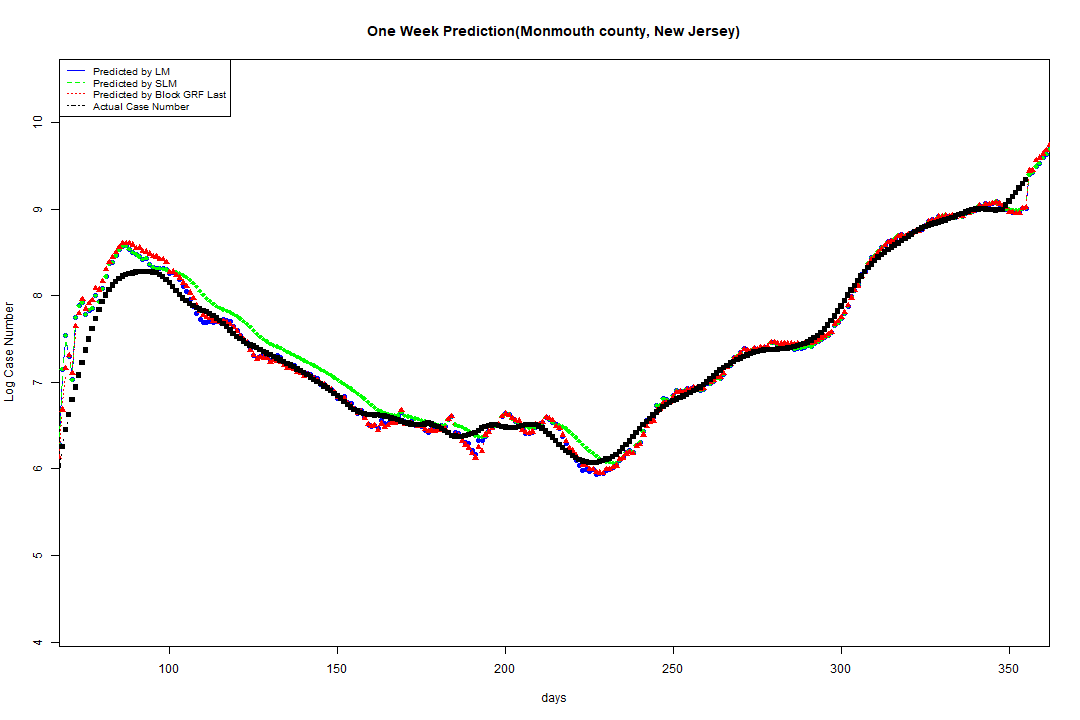 One Week Prediction(Monmouth county, New Jersey)
Predicted by LM
Predicted by SLM
Predicted by Block GRF Last
Actual Case Number
10
9
8
7
6
5
4
Log Case Number
100 150 200 250 300 350
days